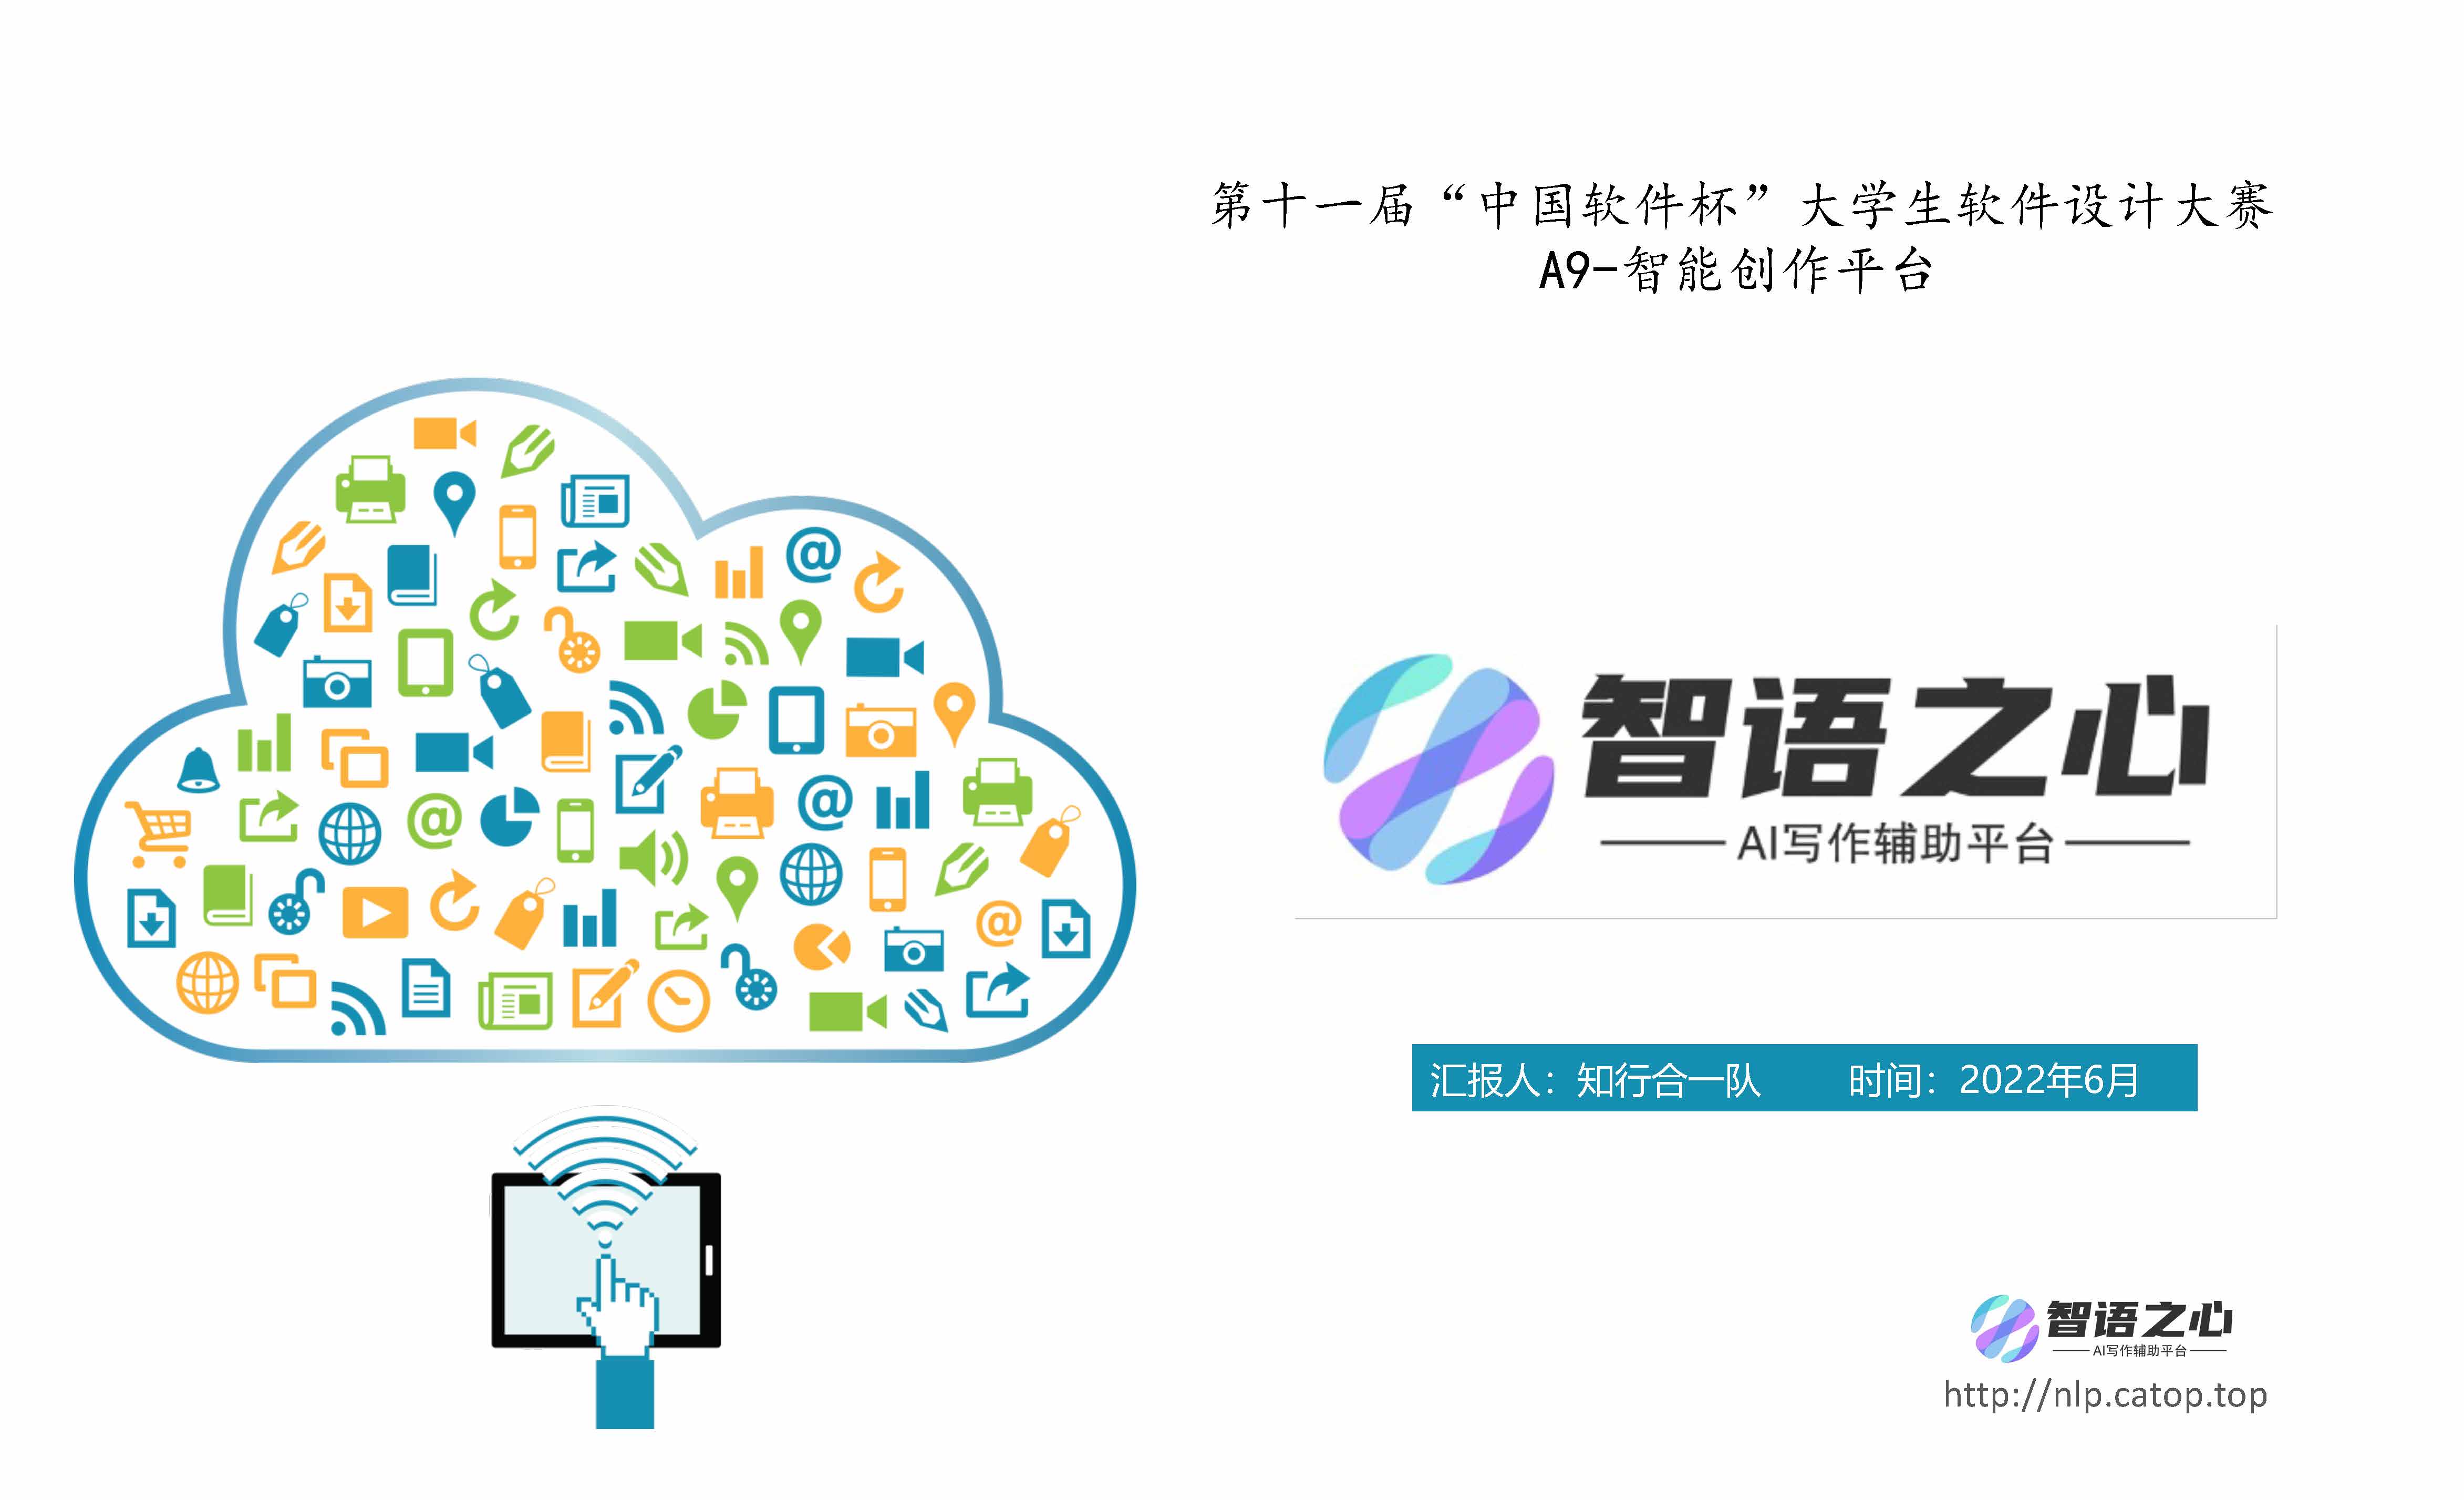 第十一届“中国软件杯”大学生软件设计大赛
A9-智能创作平台
智语之心
AI写作辅助平台
汇报人：知行合一队 时间：2022年6月
智语之心
AI写作辅助平台
http://nlp.catop.top